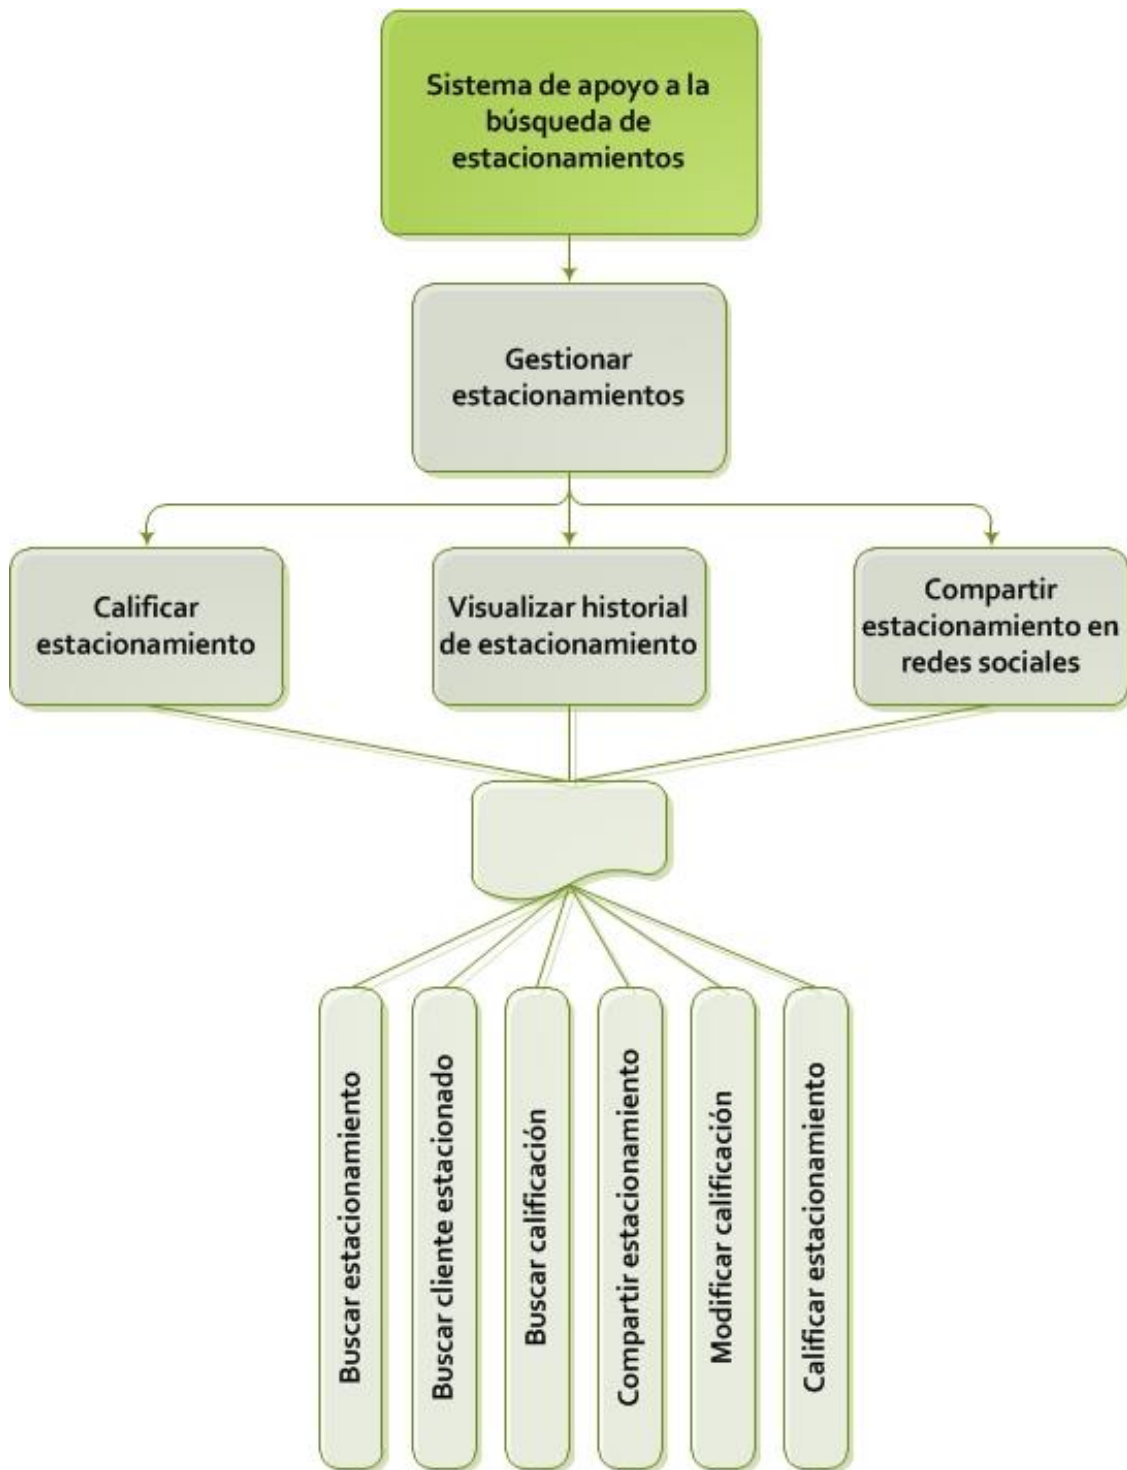 Sistema de apoyo a la
búsqueda de
estacionamientos
Gestionar
estacionamientos
Calificar
estacionamiento
Visualizar historial
de estacionamiento
Compartir
estacionamiento en
redes sociales
Buscar estacionamiento
Buscar cliente estacionado
Buscar calificación
Compartir estacionamiento
Modificar calificación
Calificar estacionamiento